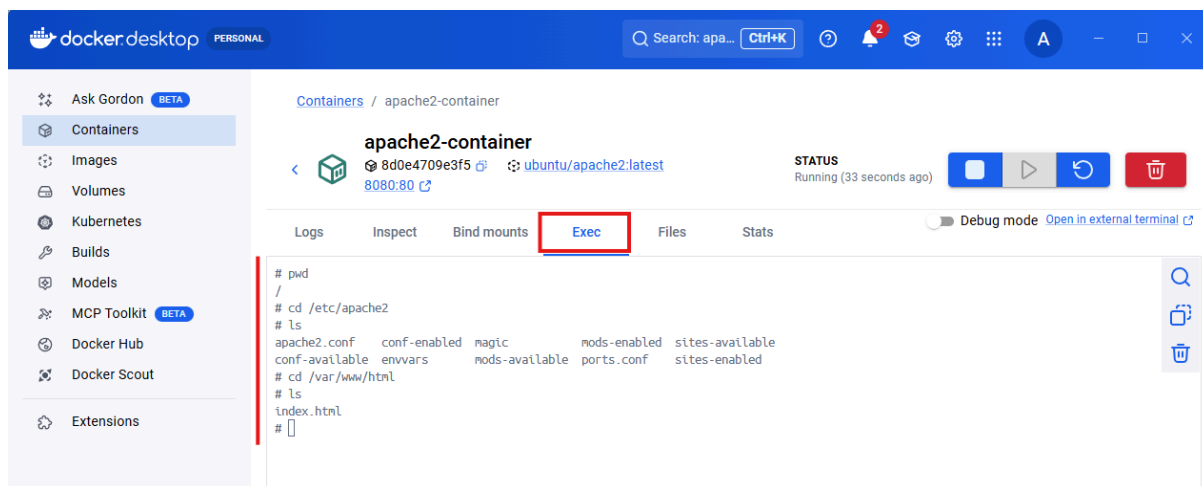 docker.desktop PERSONAL
Search: apa... Ctrl+K
2
A
Ask Gordon BETA
Containers
Images
Volumes
Kubernetes
Builds
Models
MCP Toolkit BETA
Docker Hub
Docker Scout
Extensions
Containers / apache2-container
apache2-container
8d0e4709e3f5 ubuntu/apache2:latest
8080:80
STATUS
Running (33 seconds ago)
Logs Inspect Bind mounts Exec Files Stats
Debug mode Open in external terminal
# pwd
/
# cd /etc/apache2
# ls
apache2.conf conf-enabled magic mods-enabled sites-available
conf-available envvars mods-available ports.conf sites-enabled
# cd /var/www/html
# ls
index.html
#